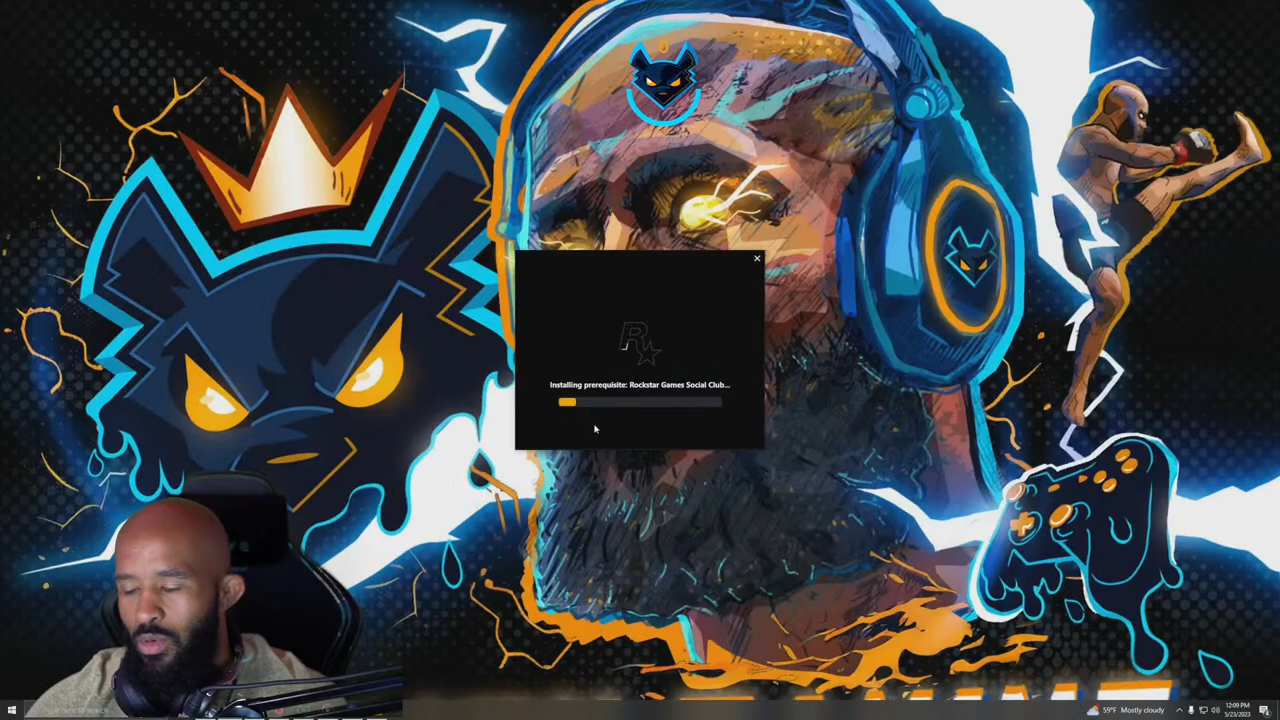 Installing prerequisite: Rockstar Games Social Club...
59°F Mostly cloudy
12:09 PM
5/23/2023